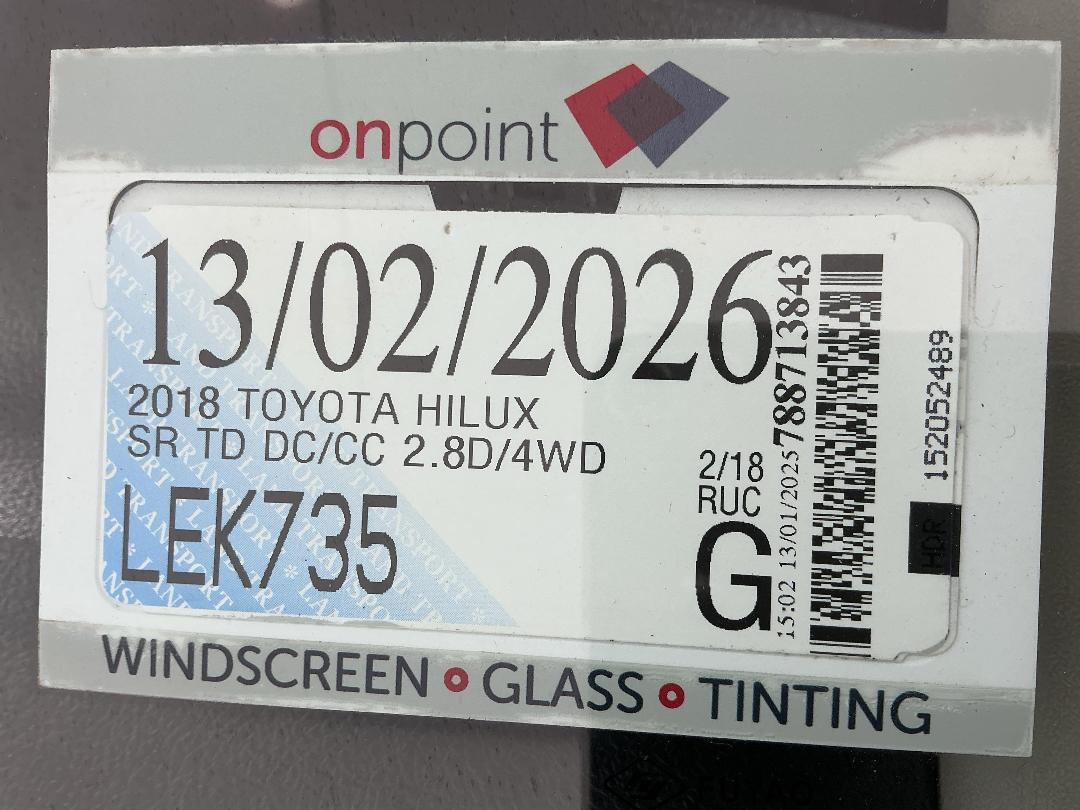 onpoint
13/02/2026
2018 TOYOTA HILUX
SR TD DC/CC 2.8D/4WD
LEK735
2/18
RUC
G
15:02 13/01/2025 788713843
152052489
HDR
WINDSCREEN • GLASS • TINTING
FUYAO